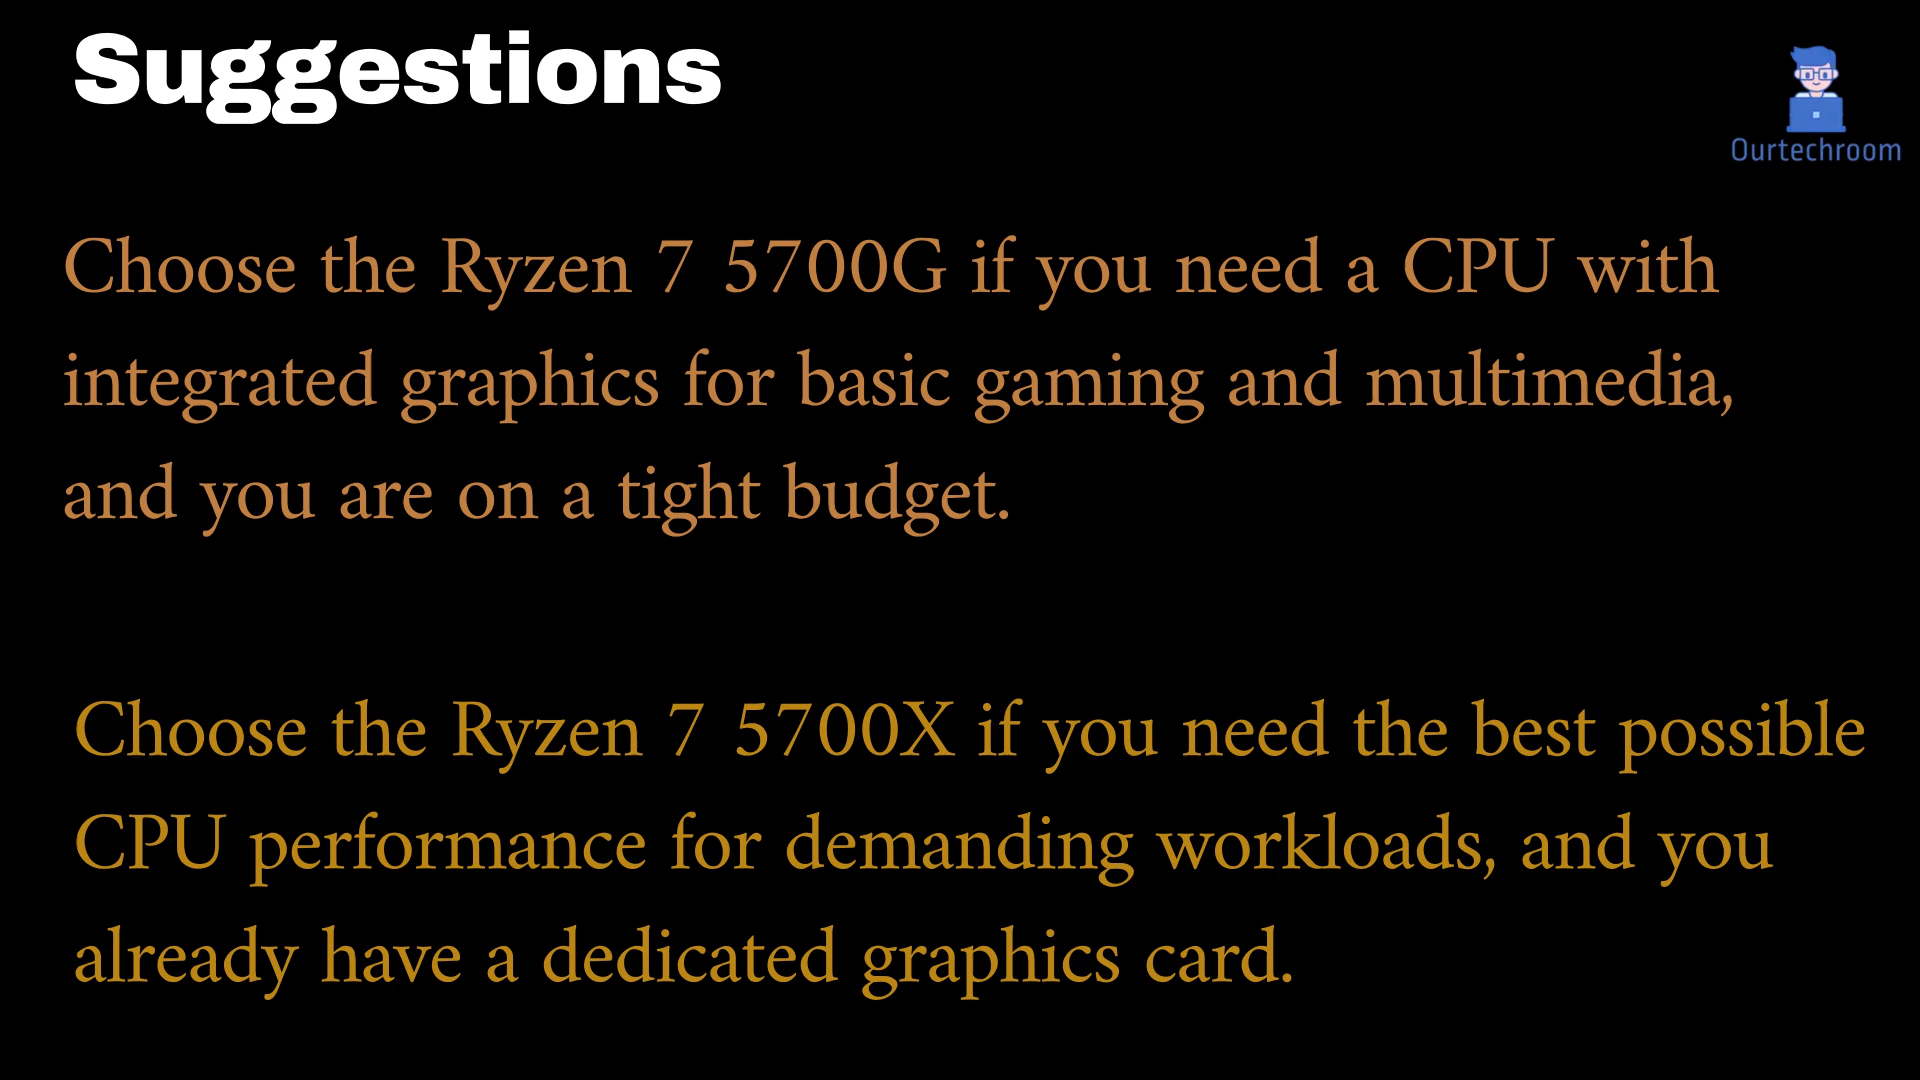 Suggestions
Ourtechroom
Choose the Ryzen 7 5700G if you need a CPU with
integrated graphics for basic gaming and multimedia,
and you are on a tight budget.
Choose the Ryzen 7 5700X if you need the best possible
CPU performance for demanding workloads, and you
already have a dedicated graphics card.